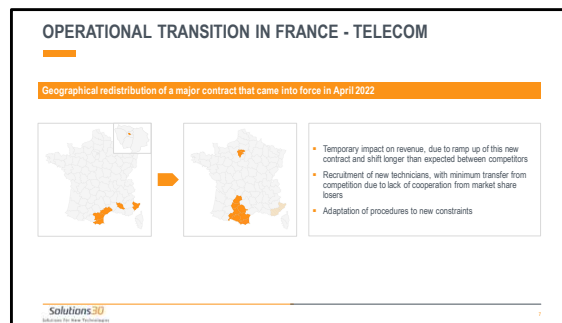 OPERATIONAL TRANSITION IN FRANCE - TELECOM
Geographical redistribution of a major contract that came into force in April 2022
Temporary impact on revenue, due to ramp up of this new
contract and shift longer than expected between competitors
Recruitment of new technicians, with minimum transfer from
competition due to lack of cooperation from market share
losers
Adaptation of procedures to new constraints
Solutions30
Solutions For New Technologies